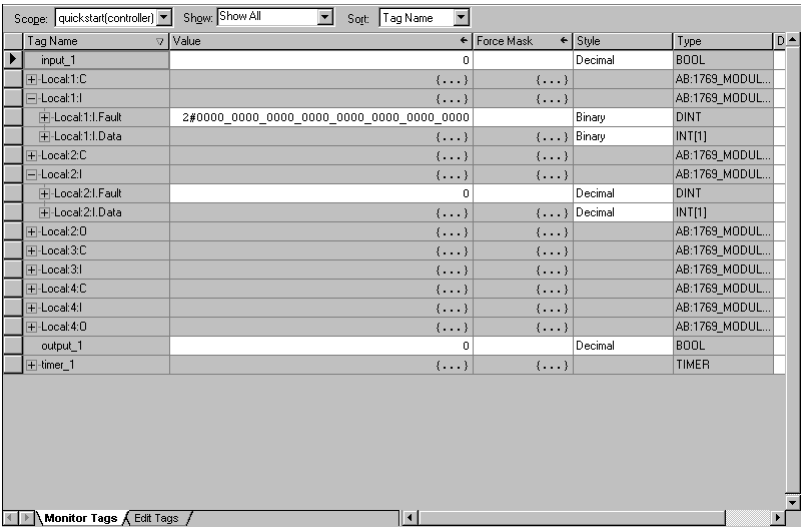 Scope: quickstart(controller) Show: Show All Sort: Tag Name
Tag Name Value Force Mask Style Type D
input_1 0 Decimal BOOL
Local:1:C {...} {...} AB:1769_MODUL...
Local:1:I {...} {...} AB:1769_MODUL...
Local:1:I.Fault 2#0000_0000_0000_0000_0000_0000_0000_0000 Binary DINT
Local:1:I.Data {...} {...} Binary INT[1]
Local:2:C {...} {...} AB:1769_MODUL...
Local:2:I {...} {...} AB:1769_MODUL...
Local:2:I.Fault 0 Decimal DINT
Local:2:I.Data {...} {...} Decimal INT[1]
Local:2:O {...} {...} AB:1769_MODUL...
Local:3:C {...} {...} AB:1769_MODUL...
Local:3:I {...} {...} AB:1769_MODUL...
Local:4:C {...} {...} AB:1769_MODUL...
Local:4:I {...} {...} AB:1769_MODUL...
Local:4:O {...} {...} AB:1769_MODUL...
output_1 0 Decimal BOOL
timer_1 {...} {...} TIMER
Monitor Tags Edit Tags